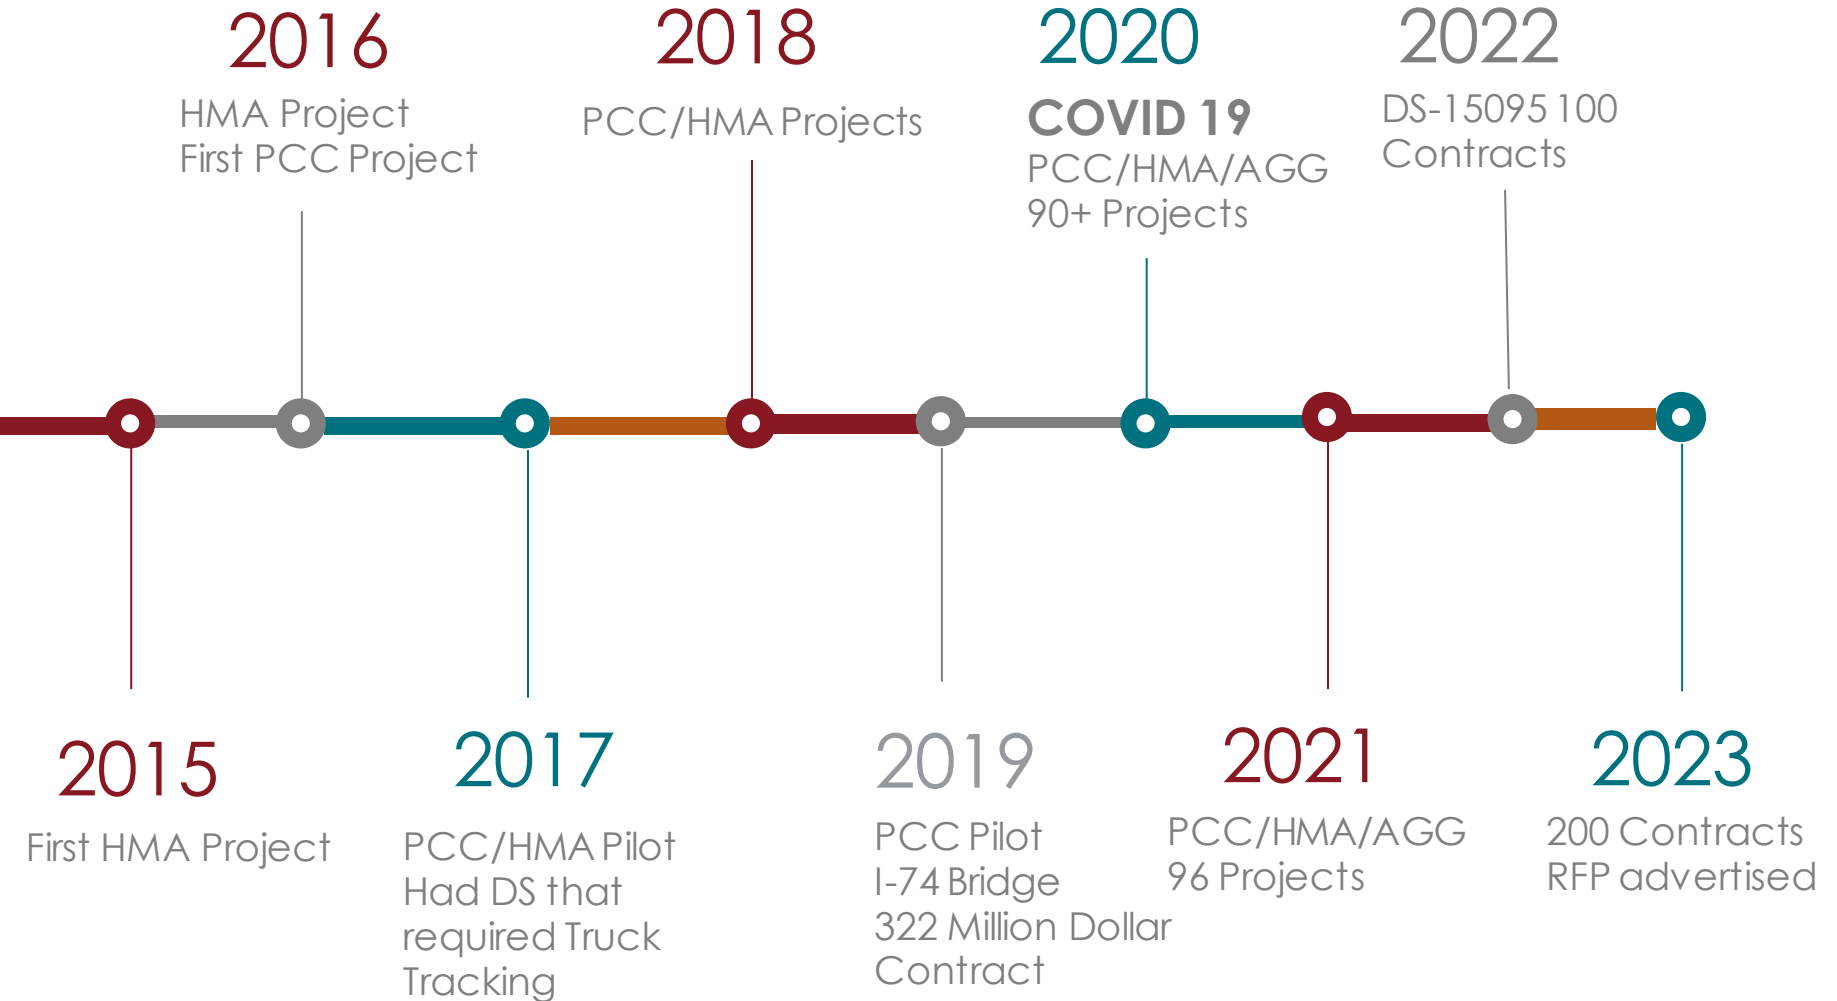 2016
HMA Project
First PCC Project
2018
PCC/HMA Projects
2020
COVID 19
PCC/HMA/AGG
90+ Projects
2022
DS-15095 100
Contracts
2015
First HMA Project
2017
PCC/HMA Pilot
Had DS that
required Truck
Tracking
2019
PCC Pilot
I-74 Bridge
322 Million Dollar
Contract
2021
PCC/HMA/AGG
96 Projects
2023
200 Contracts
RFP advertised